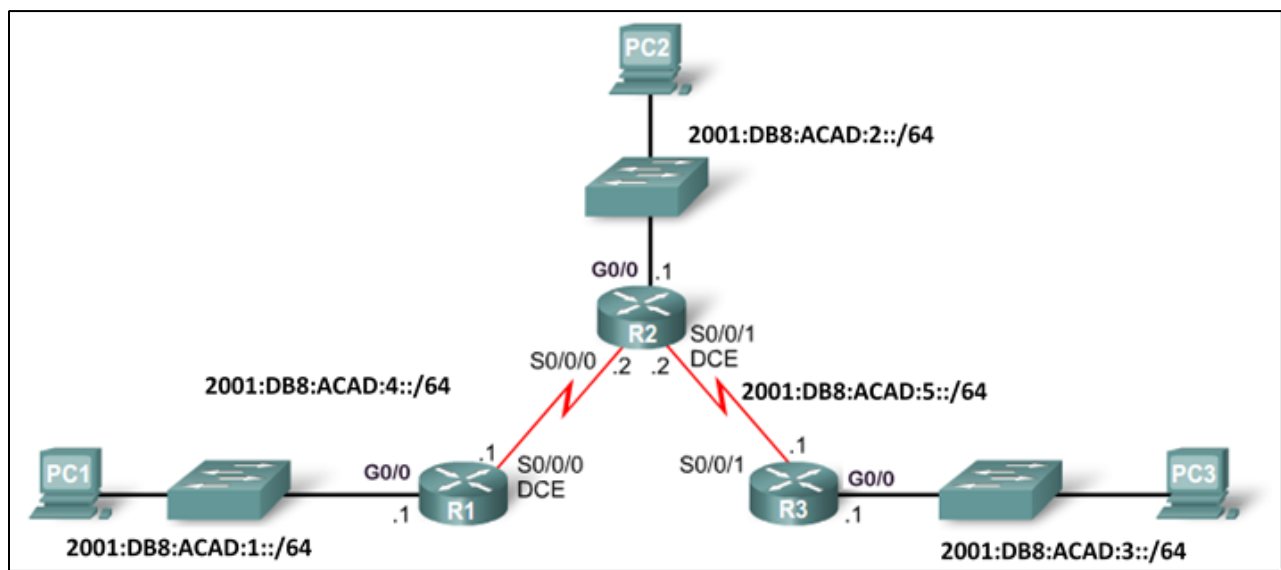 PC2
2001:DB8:ACAD:2::/64
G0/0 .1
R2
S0/0/1
DCE
S0/0/0 .2 .2
2001:DB8:ACAD:4::/64
2001:DB8:ACAD:5::/64
PC1
G0/0
.1
S0/0/0
DCE
R1
.1
2001:DB8:ACAD:1::/64
S0/0/1
.1
G0/0
R3
.1
PC3
2001:DB8:ACAD:3::/64